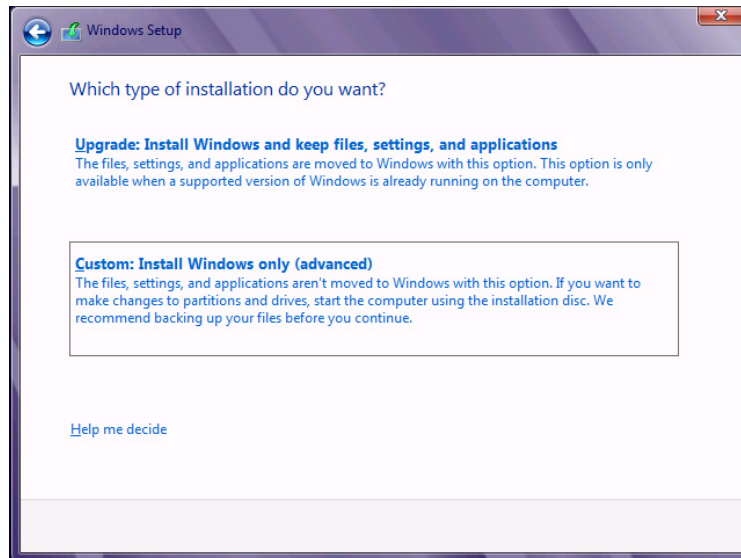 Windows Setup
Which type of installation do you want?
Upgrade: Install Windows and keep files, settings, and applications
The files, settings, and applications are moved to Windows with this option. This option is only
available when a supported version of Windows is already running on the computer.
Custom: Install Windows only (advanced)
The files, settings, and applications aren't moved to Windows with this option. If you want to
make changes to partitions and drives, start the computer using the installation disc. We
recommend backing up your files before you continue.
Help me decide